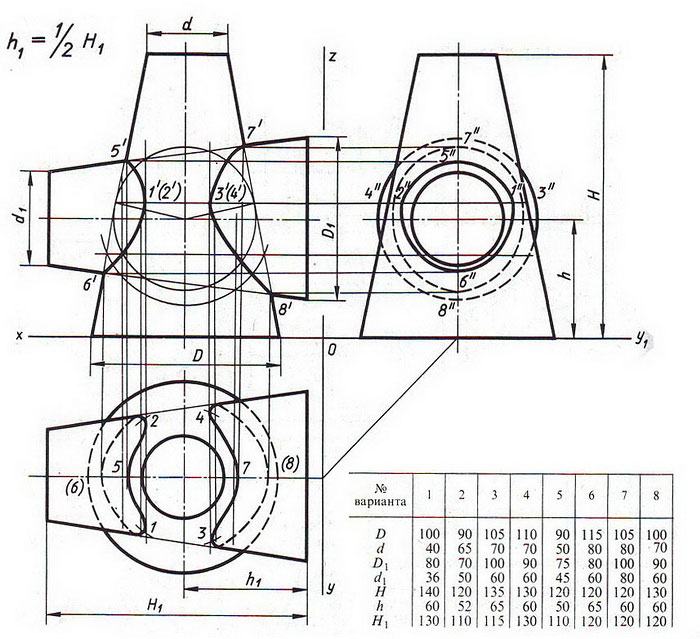 h₁ = 1/2 H₁
d
z
7'
5'
1'(2')
3'(4')
d₁
D₁
6'
8'
7"
5"
4"
2"
1"
3"
6"
8"
H
h
x
D
O
y₁
2
4
5
7
(6)
(8)
1
3
h₁
H₁
y
№ варианта 1 2 3 4 5 6 7 8
D 100 90 105 110 90 115 105 100
d 40 65 70 70 50 80 80 70
D₁ 80 70 100 90 75 80 100 90
d₁ 36 50 60 60 45 60 80 60
H 140 120 135 130 120 120 120 130
h 60 52 65 60 50 65 60 60
H₁ 130 110 115 130 110 120 120 120